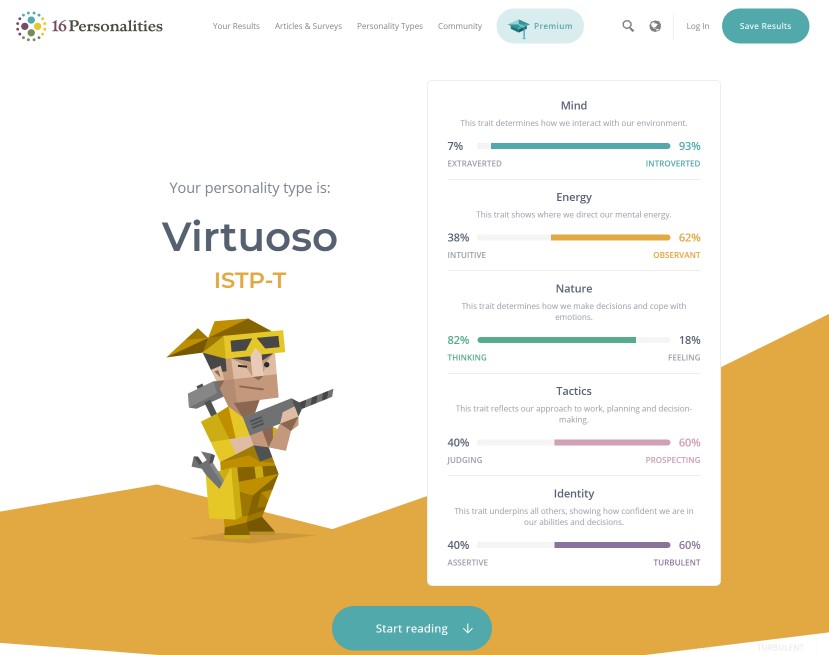 16Personalities
Your Results
Articles & Surveys
Personality Types
Community
Premium
Log In
Save Results
Your personality type is:
Virtuoso
ISTP-T
Mind
This trait determines how we interact with our environment.
7% 93%
EXTRAVERTED INTROVERTED
Energy
This trait shows where we direct our mental energy.
38% 62%
INTUITIVE OBSERVANT
Nature
This trait determines how we make decisions and cope with
emotions.
82% 18%
THINKING FEELING
Tactics
This trait reflects our approach to work, planning and decision-
making.
40% 60%
JUDGING PROSPECTING
Identity
This trait underpins all others, showing how confident we are in
our abilities and decisions.
40% 60%
ASSERTIVE TURBULENT
Start reading
TURBULENT